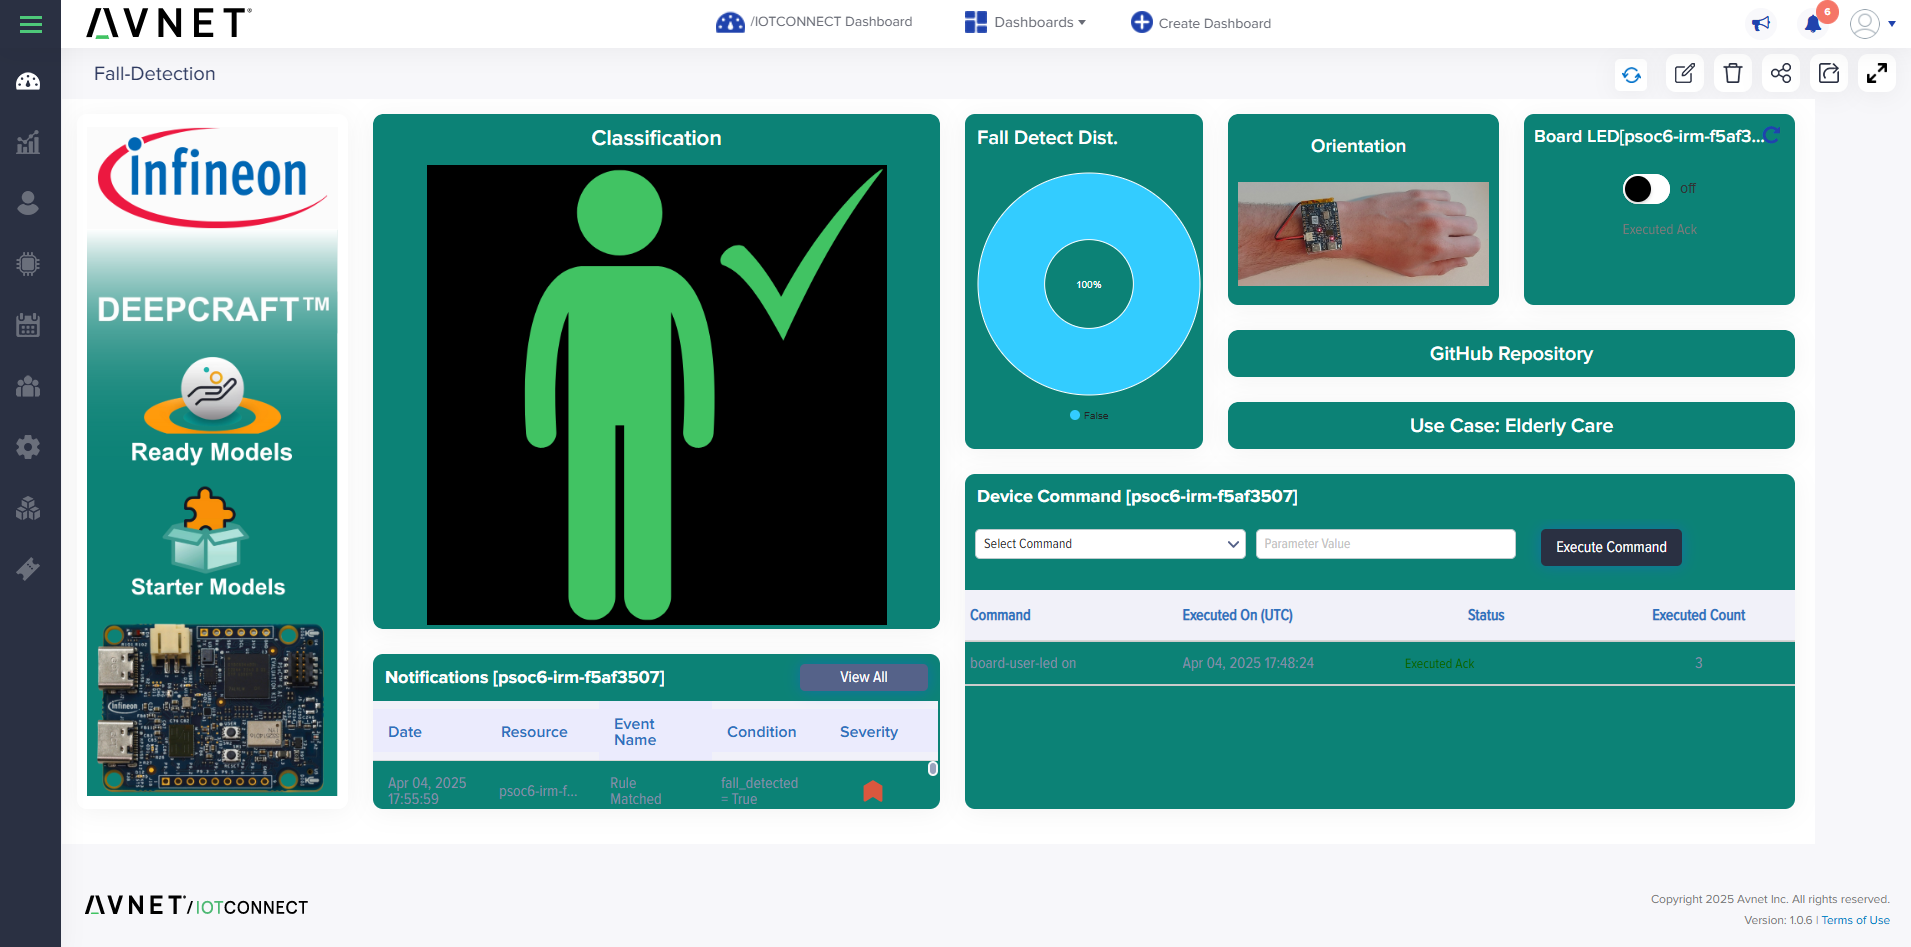 AVNET®
/IOTCONNECT Dashboard
Dashboards
Create Dashboard
6
Fall-Detection
infineon
DEEPCRAFT™
Ready Models
Starter Models
Classification
Fall Detect Dist.
100%
False
Orientation
Board LED[psoc6-irm-f5af3...
off
Executed Ack
GitHub Repository
Use Case: Elderly Care
Notifications [psoc6-irm-f5af3507]
View All
Date Resource Event Name Condition Severity
Apr 04, 2025 17:55:59 psoc6-irm-f... Rule Matched fall_detected = True
Device Command [psoc6-irm-f5af3507]
Select Command
Parameter Value
Execute Command
Command Executed On (UTC) Status Executed Count
board-user-led on Apr 04, 2025 17:48:24 Executed Ack 3
AVNET® /IOTCONNECT
Copyright 2025 Avnet Inc. All rights reserved.
Version: 1.0.6 | Terms of Use